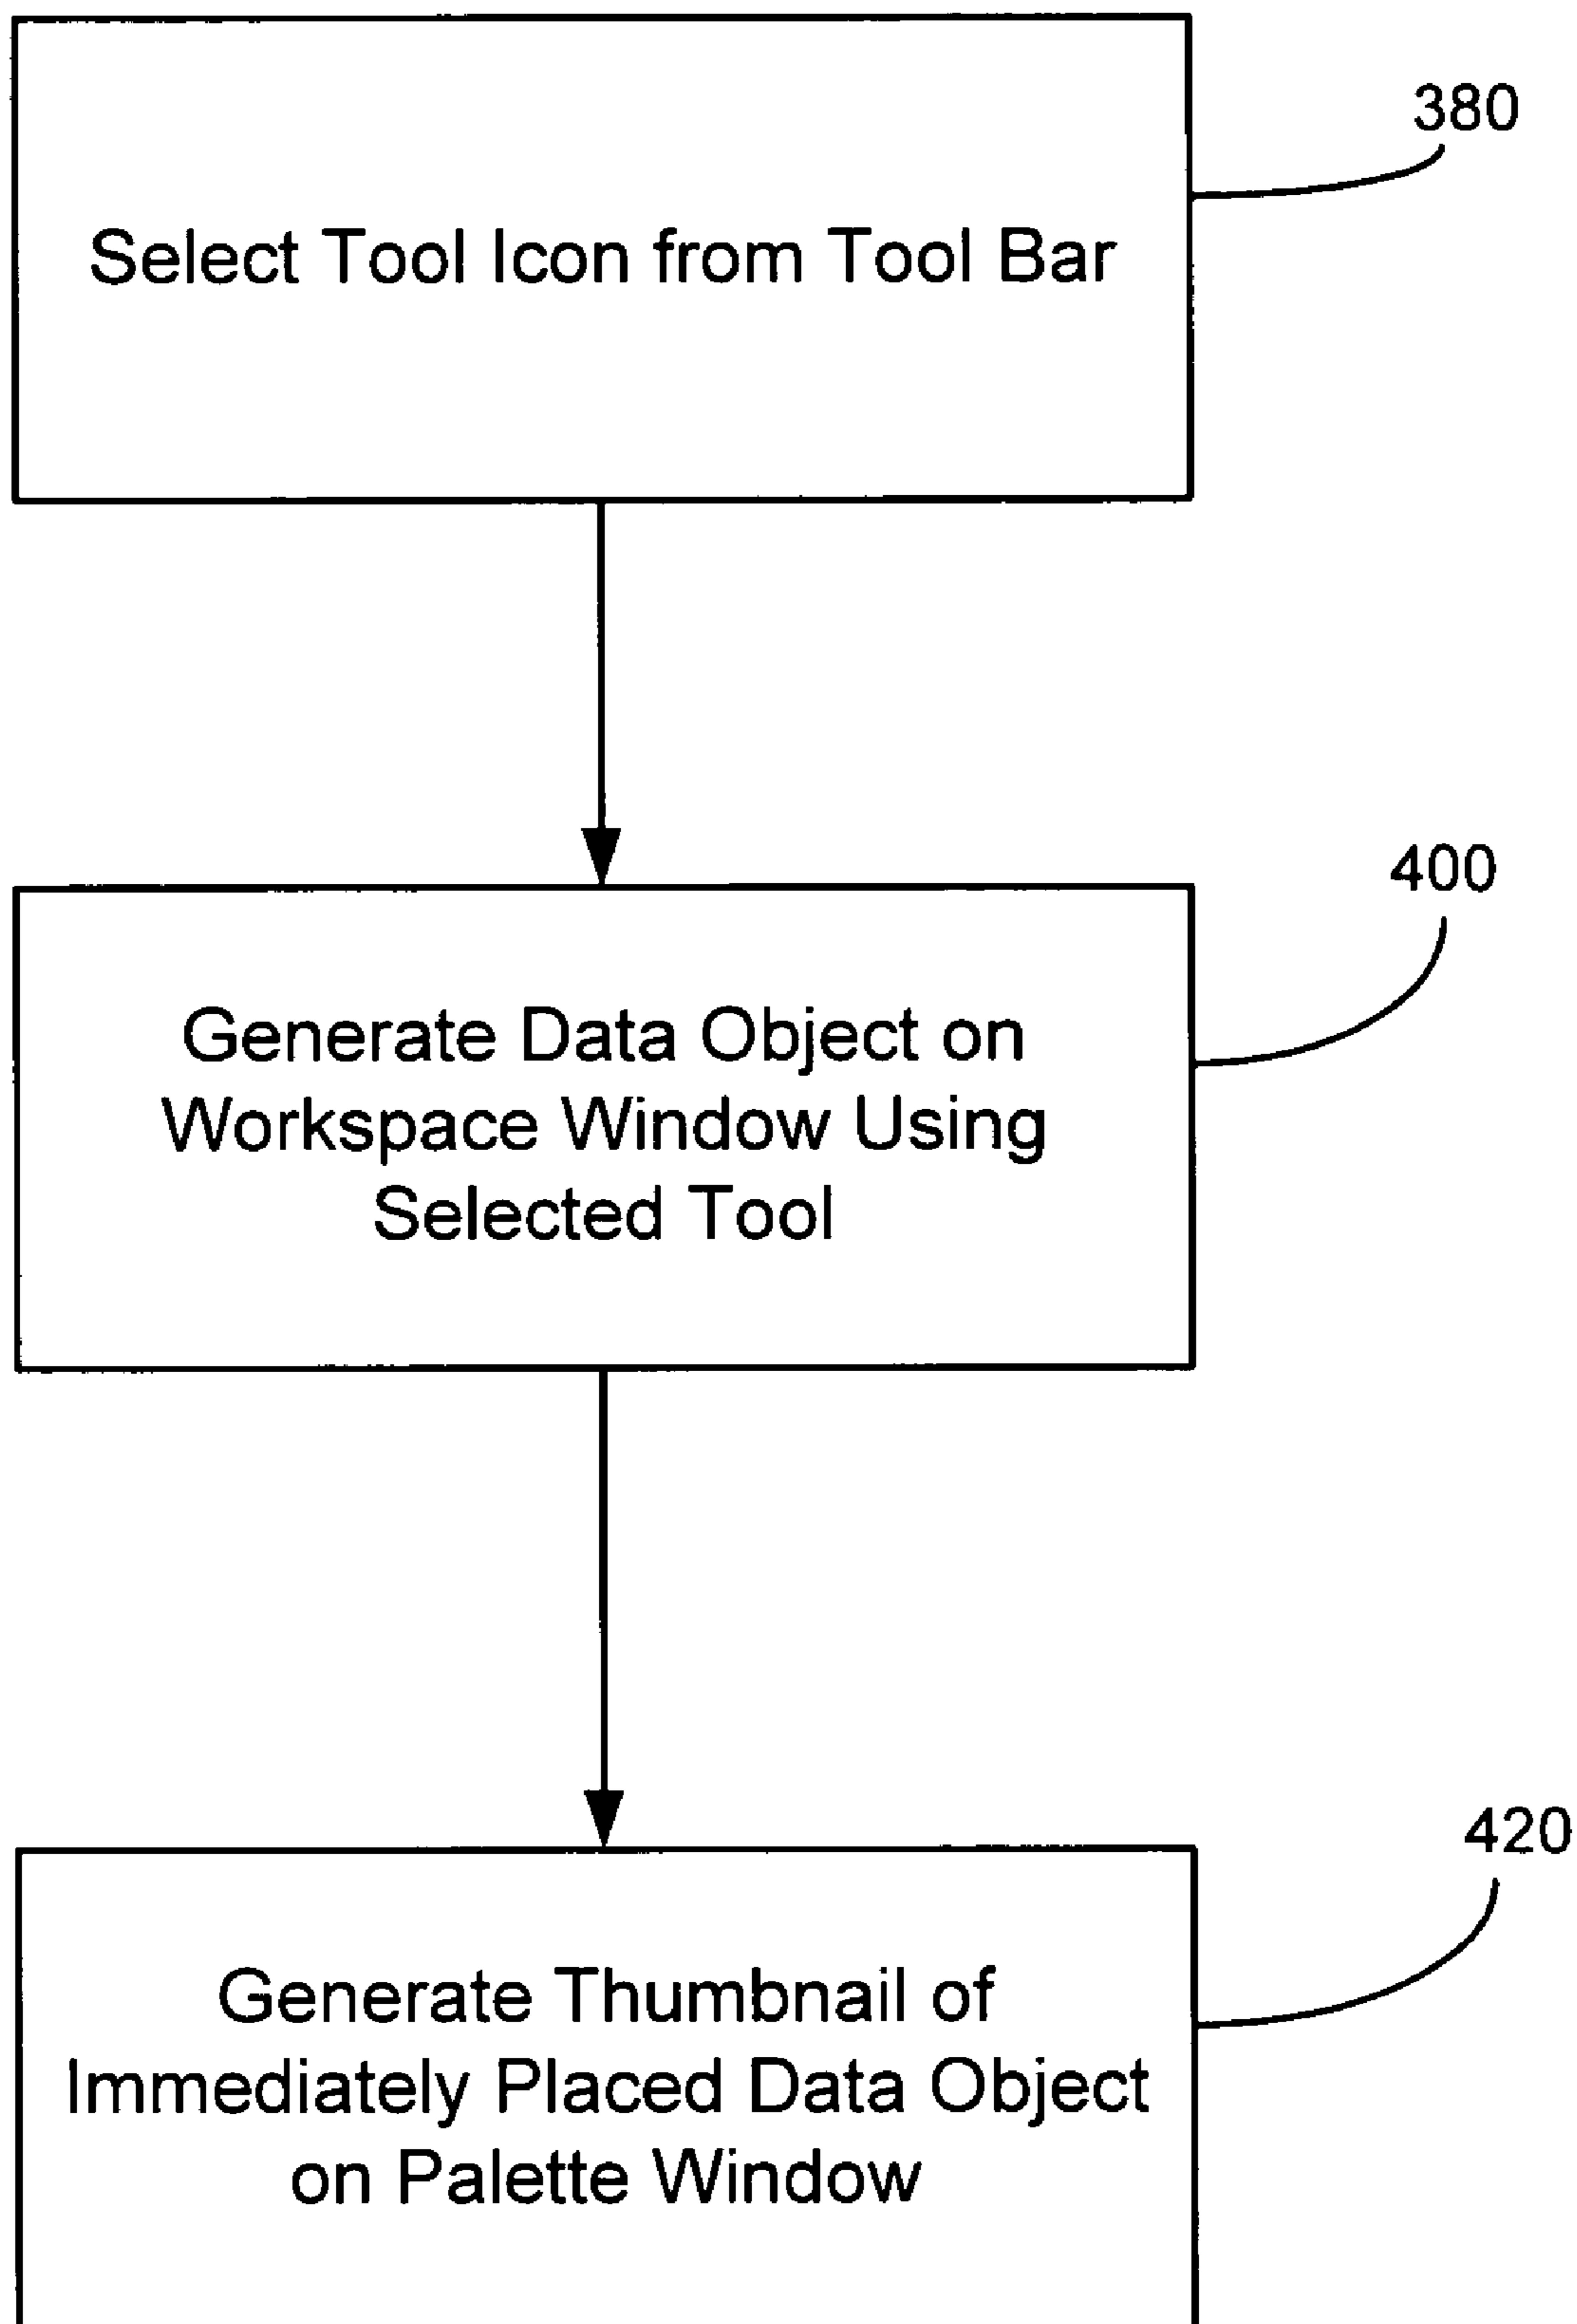 380
Select Tool Icon from Tool Bar
400
Generate Data Object on
Workspace Window Using
Selected Tool
420
Generate Thumbnail of
Immediately Placed Data Object
on Palette Window